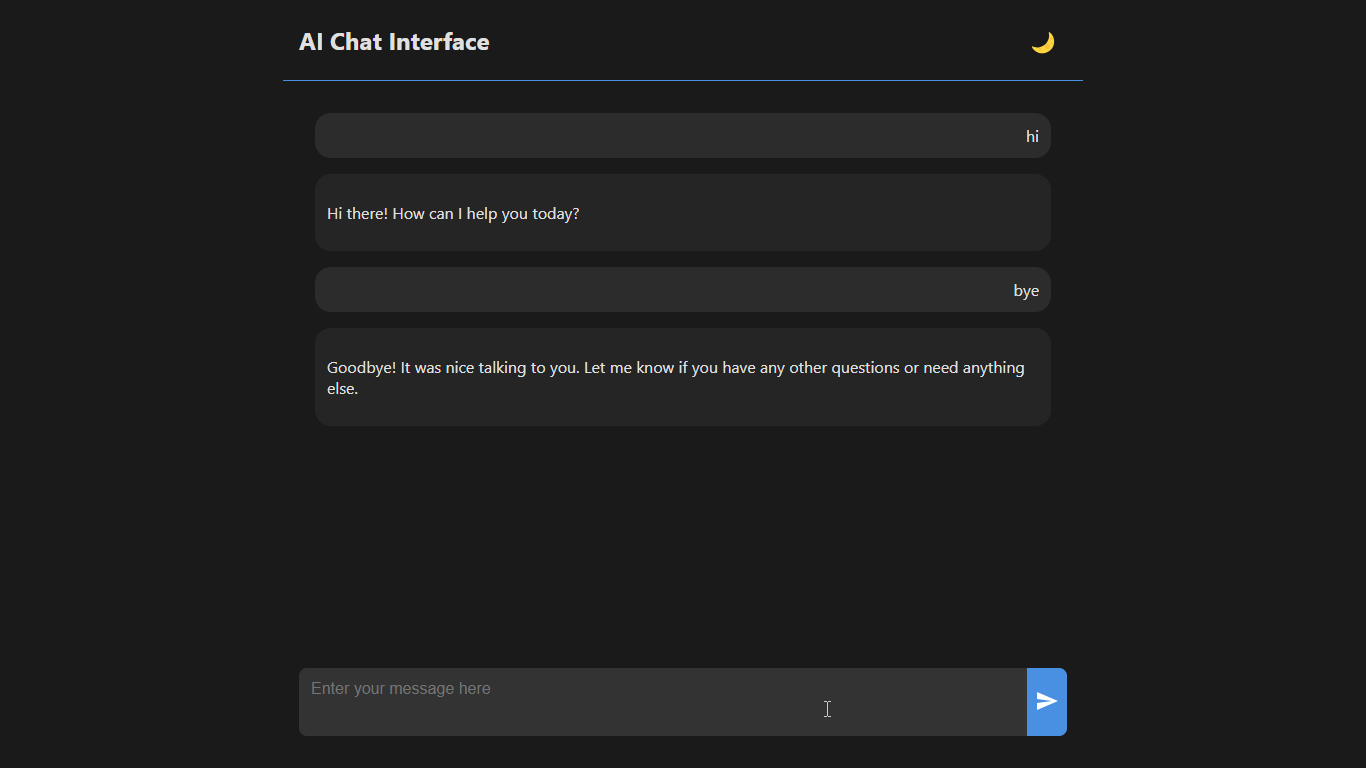 AI Chat Interface
hi
Hi there! How can I help you today?
bye
Goodbye! It was nice talking to you. Let me know if you have any other questions or need anything
else.
Enter your message here